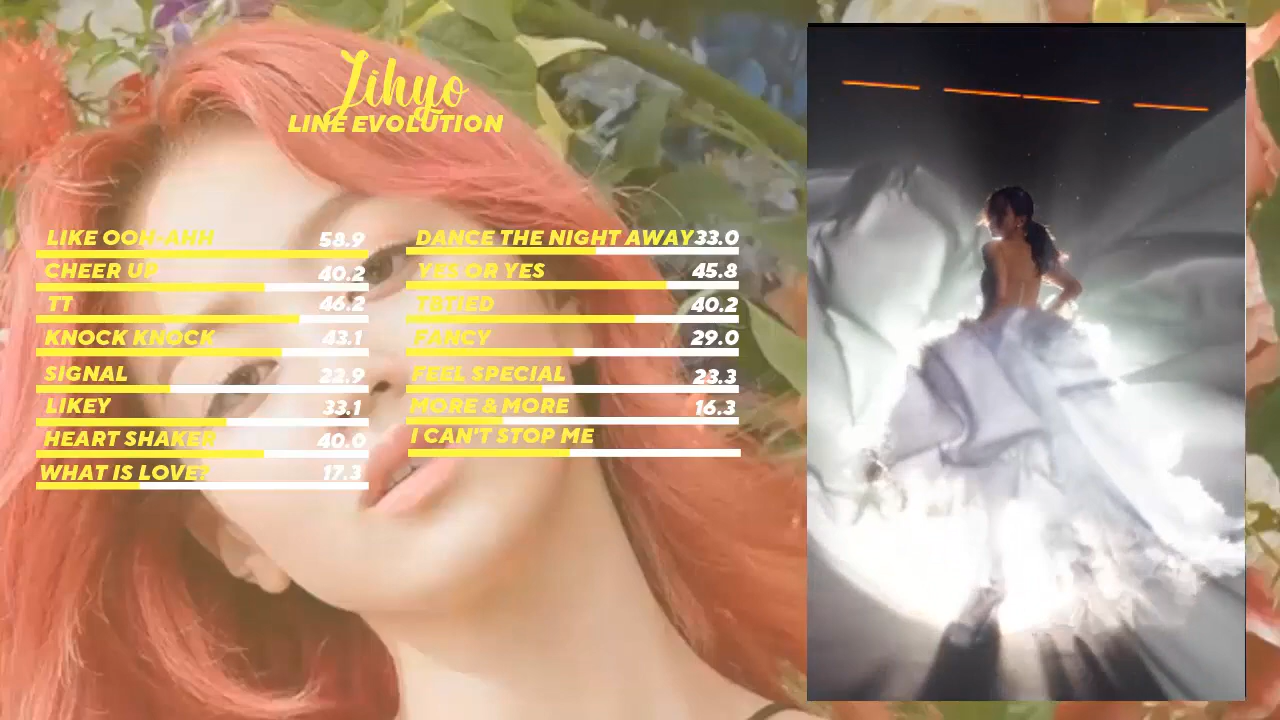 Jihyo
LINE EVOLUTION
LIKE OOH-AHH 58.9
CHEER UP 40.2
TT 46.2
KNOCK KNOCK 43.1
SIGNAL 22.9
LIKEY 33.1
HEART SHAKER 40.0
WHAT IS LOVE? 17.3
DANCE THE NIGHT AWAY 33.0
YES OR YES 45.8
TBTIED 40.2
FANCY 29.0
FEEL SPECIAL 23.3
MORE & MORE 16.3
I CAN'T STOP ME